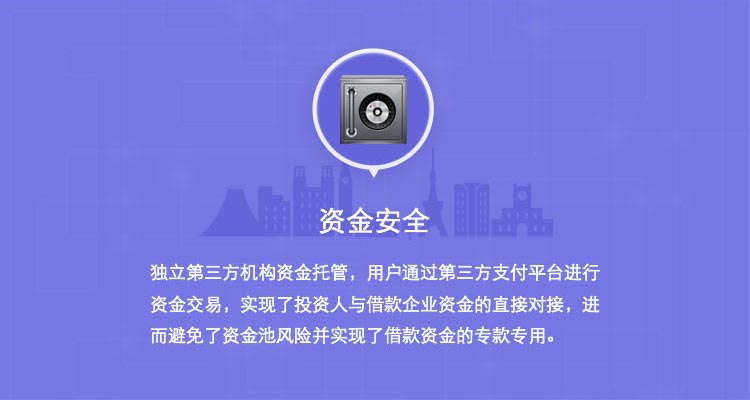 资金安全
独立第三方机构资金托管，用户通过第三方支付平台进行
资金交易，实现了投资人与借款企业资金的直接对接，进
而避免了资金池风险并实现了借款资金的专款专用。